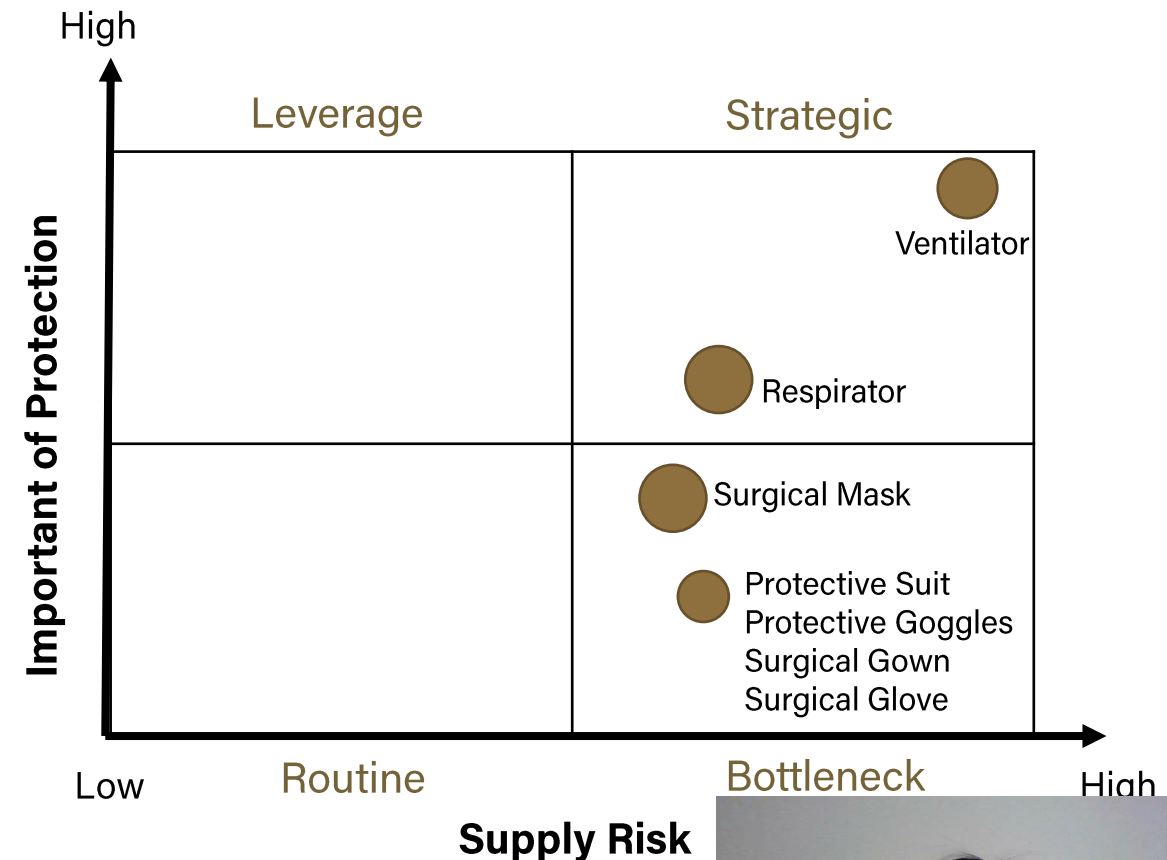 High
Leverage
Strategic
Important of Protection
Ventilator
Respirator
Surgical Mask
Protective Suit
Protective Goggles
Surgical Gown
Surgical Glove
Low
Routine
Bottleneck
High
Supply Risk